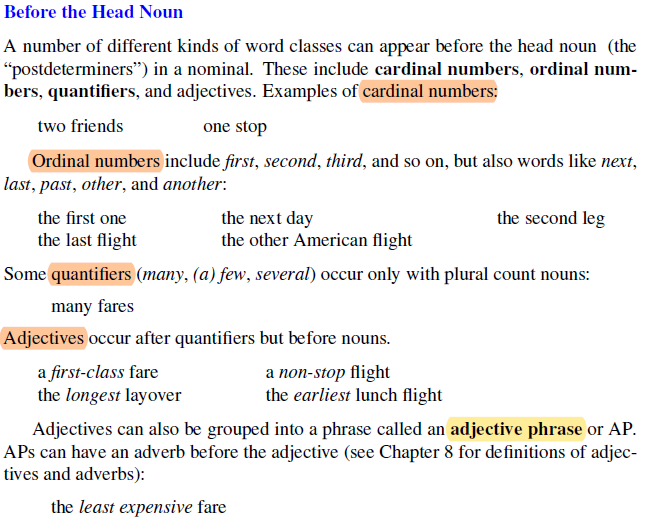 Before the Head Noun
A number of different kinds of word classes can appear before the head noun (the
“postdeterminers”) in a nominal. These include cardinal numbers, ordinal num-
bers, quantifiers, and adjectives. Examples of cardinal numbers:
two friends one stop
Ordinal numbers include first, second, third, and so on, but also words like next,
last, past, other, and another:
the first one the next day the second leg
the last flight the other American flight
Some quantifiers (many, (a) few, several) occur only with plural count nouns:
many fares
Adjectives occur after quantifiers but before nouns.
a first-class fare a non-stop flight
the longest layover the earliest lunch flight
Adjectives can also be grouped into a phrase called an adjective phrase or AP.
APs can have an adverb before the adjective (see Chapter 8 for definitions of adjec-
tives and adverbs):
the least expensive fare